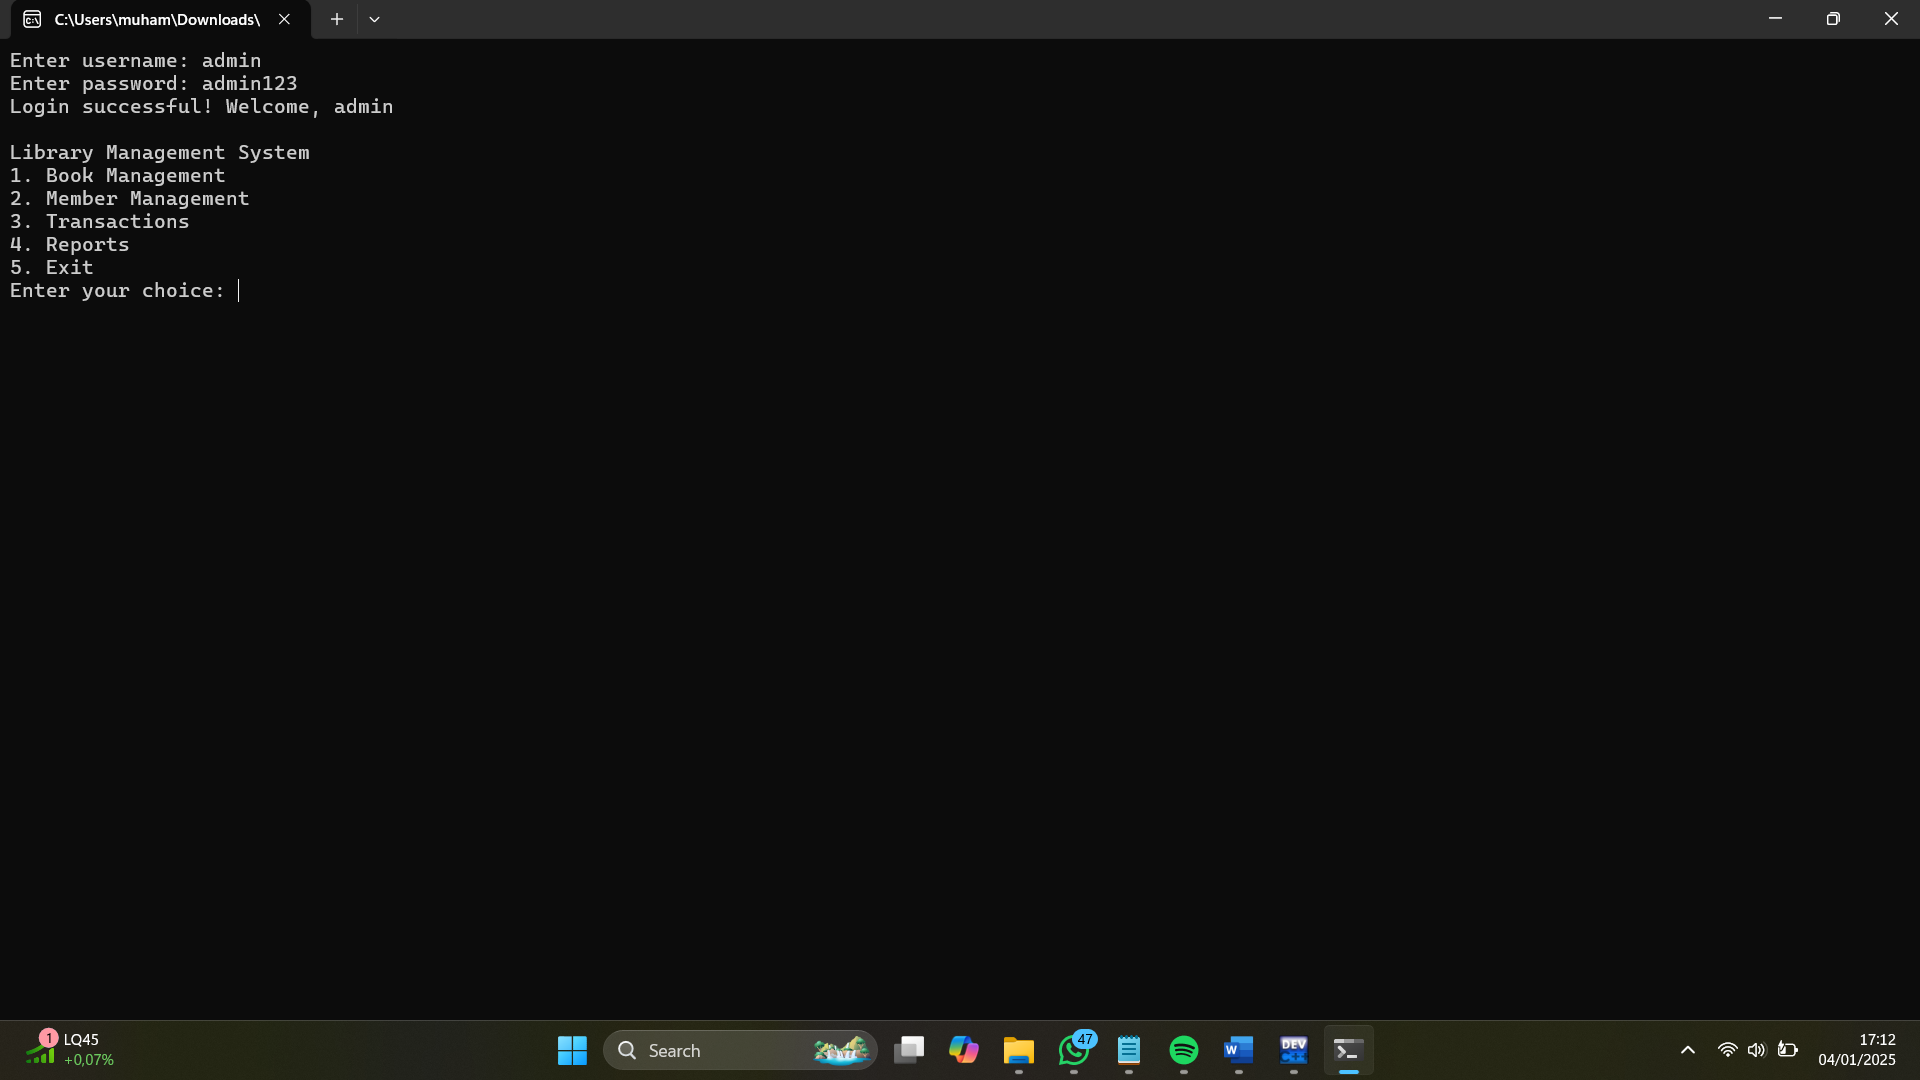 C:\Users\muham\Downloads\
Enter username: admin
Enter password: admin123
Login successful! Welcome, admin
Library Management System
1. Book Management
2. Member Management
3. Transactions
4. Reports
5. Exit
Enter your choice:
1
LQ45
+0,07%
Search
47
W
DEV
C++
17:12
04/01/2025